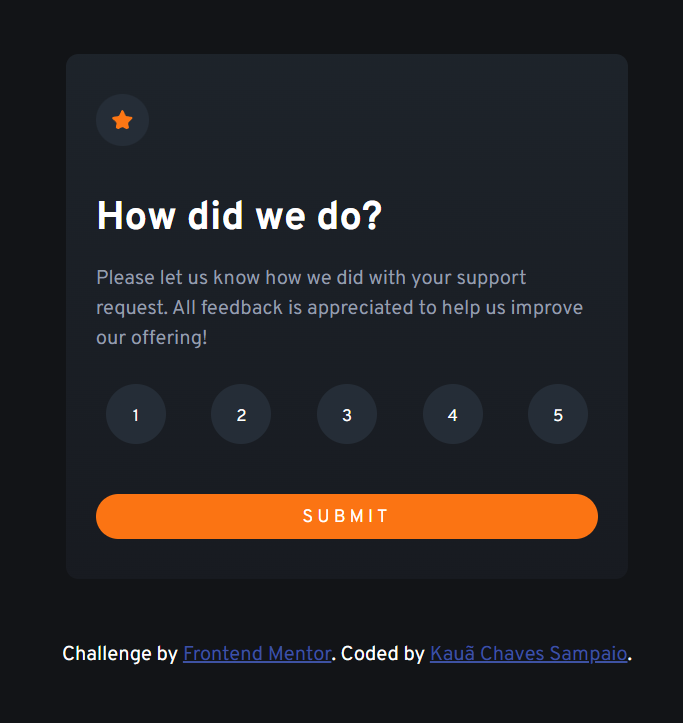 How did we do?
Please let us know how we did with your support
request. All feedback is appreciated to help us improve
our offering!
1 2 3 4 5
SUBMIT
Challenge by Frontend Mentor. Coded by Kauã Chaves Sampaio.